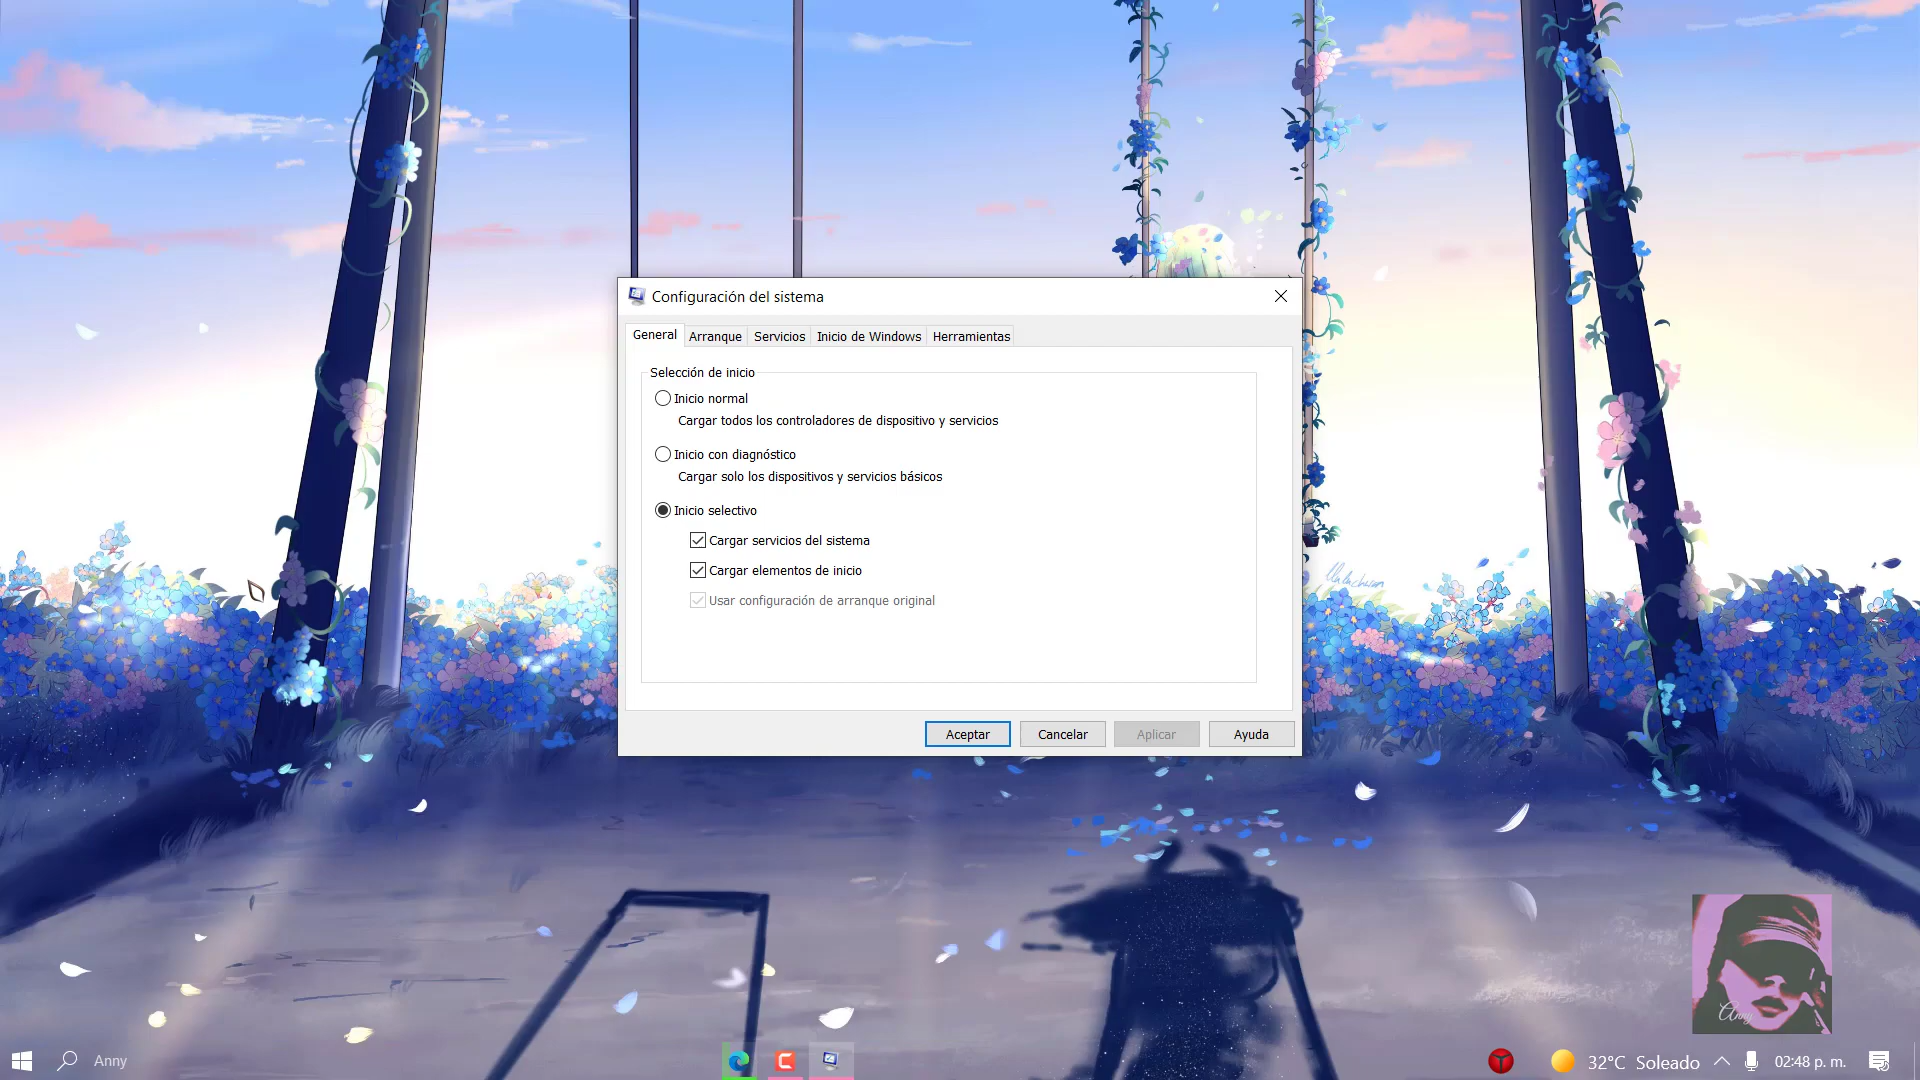 Configuración del sistema
General Arranque Servicios Inicio de Windows Herramientas
Selección de inicio
Inicio normal
Cargar todos los controladores de dispositivo y servicios
Inicio con diagnóstico
Cargar solo los dispositivos y servicios básicos
Inicio selectivo
Cargar servicios del sistema
Cargar elementos de inicio
Usar configuración de arranque original
Aceptar Cancelar Aplicar Ayuda
Anny
Anny 32°C Soleado 02:48 p. m.